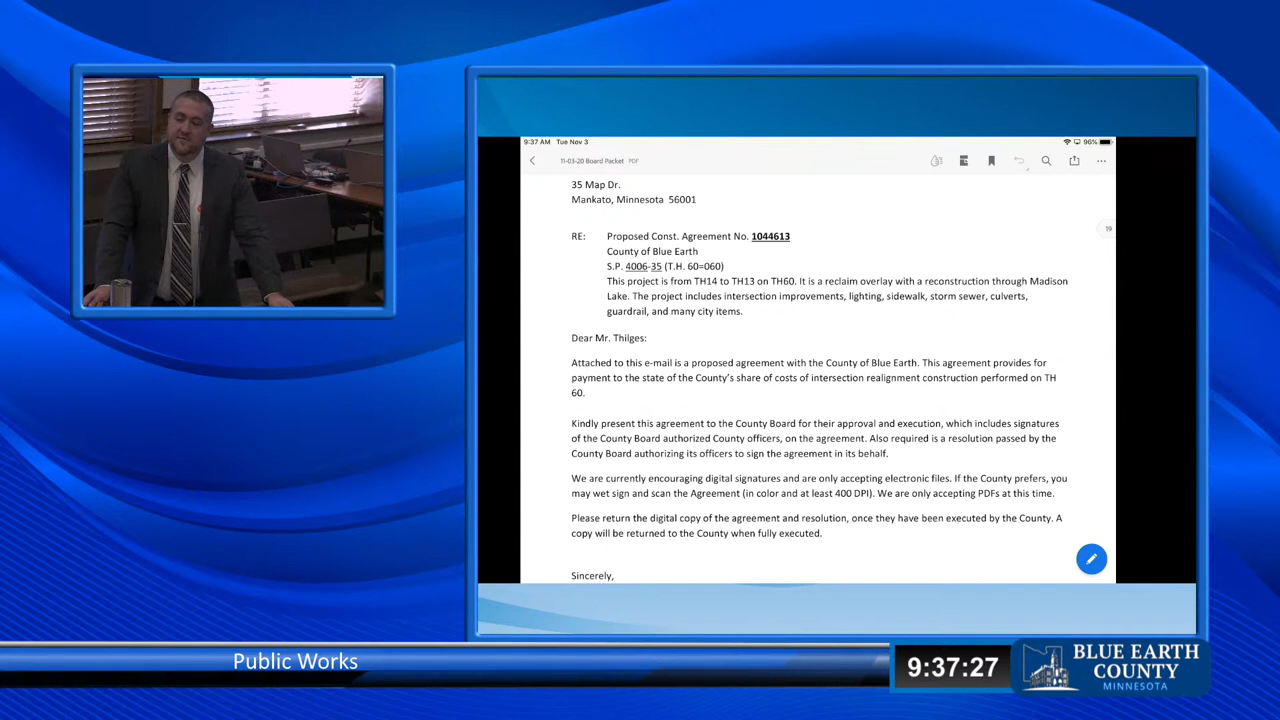 9:37 AM Tue Nov 3
96%
11-03-20 Board Packet PDF
19
35 Map Dr.
Mankato, Minnesota 56001
RE: Proposed Const. Agreement No. 1044613
County of Blue Earth
S.P. 4006-35 (T.H. 60=060)
This project is from TH14 to TH13 on TH60. It is a reclaim overlay with a reconstruction through Madison
Lake. The project includes intersection improvements, lighting, sidewalk, storm sewer, culverts,
guardrail, and many city items.
Dear Mr. Thilges:
Attached to this e-mail is a proposed agreement with the County of Blue Earth. This agreement provides for
payment to the state of the County's share of costs of intersection realignment construction performed on TH
60.
Kindly present this agreement to the County Board for their approval and execution, which includes signatures
of the County Board authorized County officers, on the agreement. Also required is a resolution passed by the
County Board authorizing its officers to sign the agreement in its behalf.
We are currently encouraging digital signatures and are only accepting electronic files. If the County prefers, you
may wet sign and scan the Agreement (in color and at least 400 DPI). We are only accepting PDFs at this time.
Please return the digital copy of the agreement and resolution, once they have been executed by the County. A
copy will be returned to the County when fully executed.
Sincerely,
Public Works
9:37:27
BLUE EARTH
COUNTY
MINNESOTA